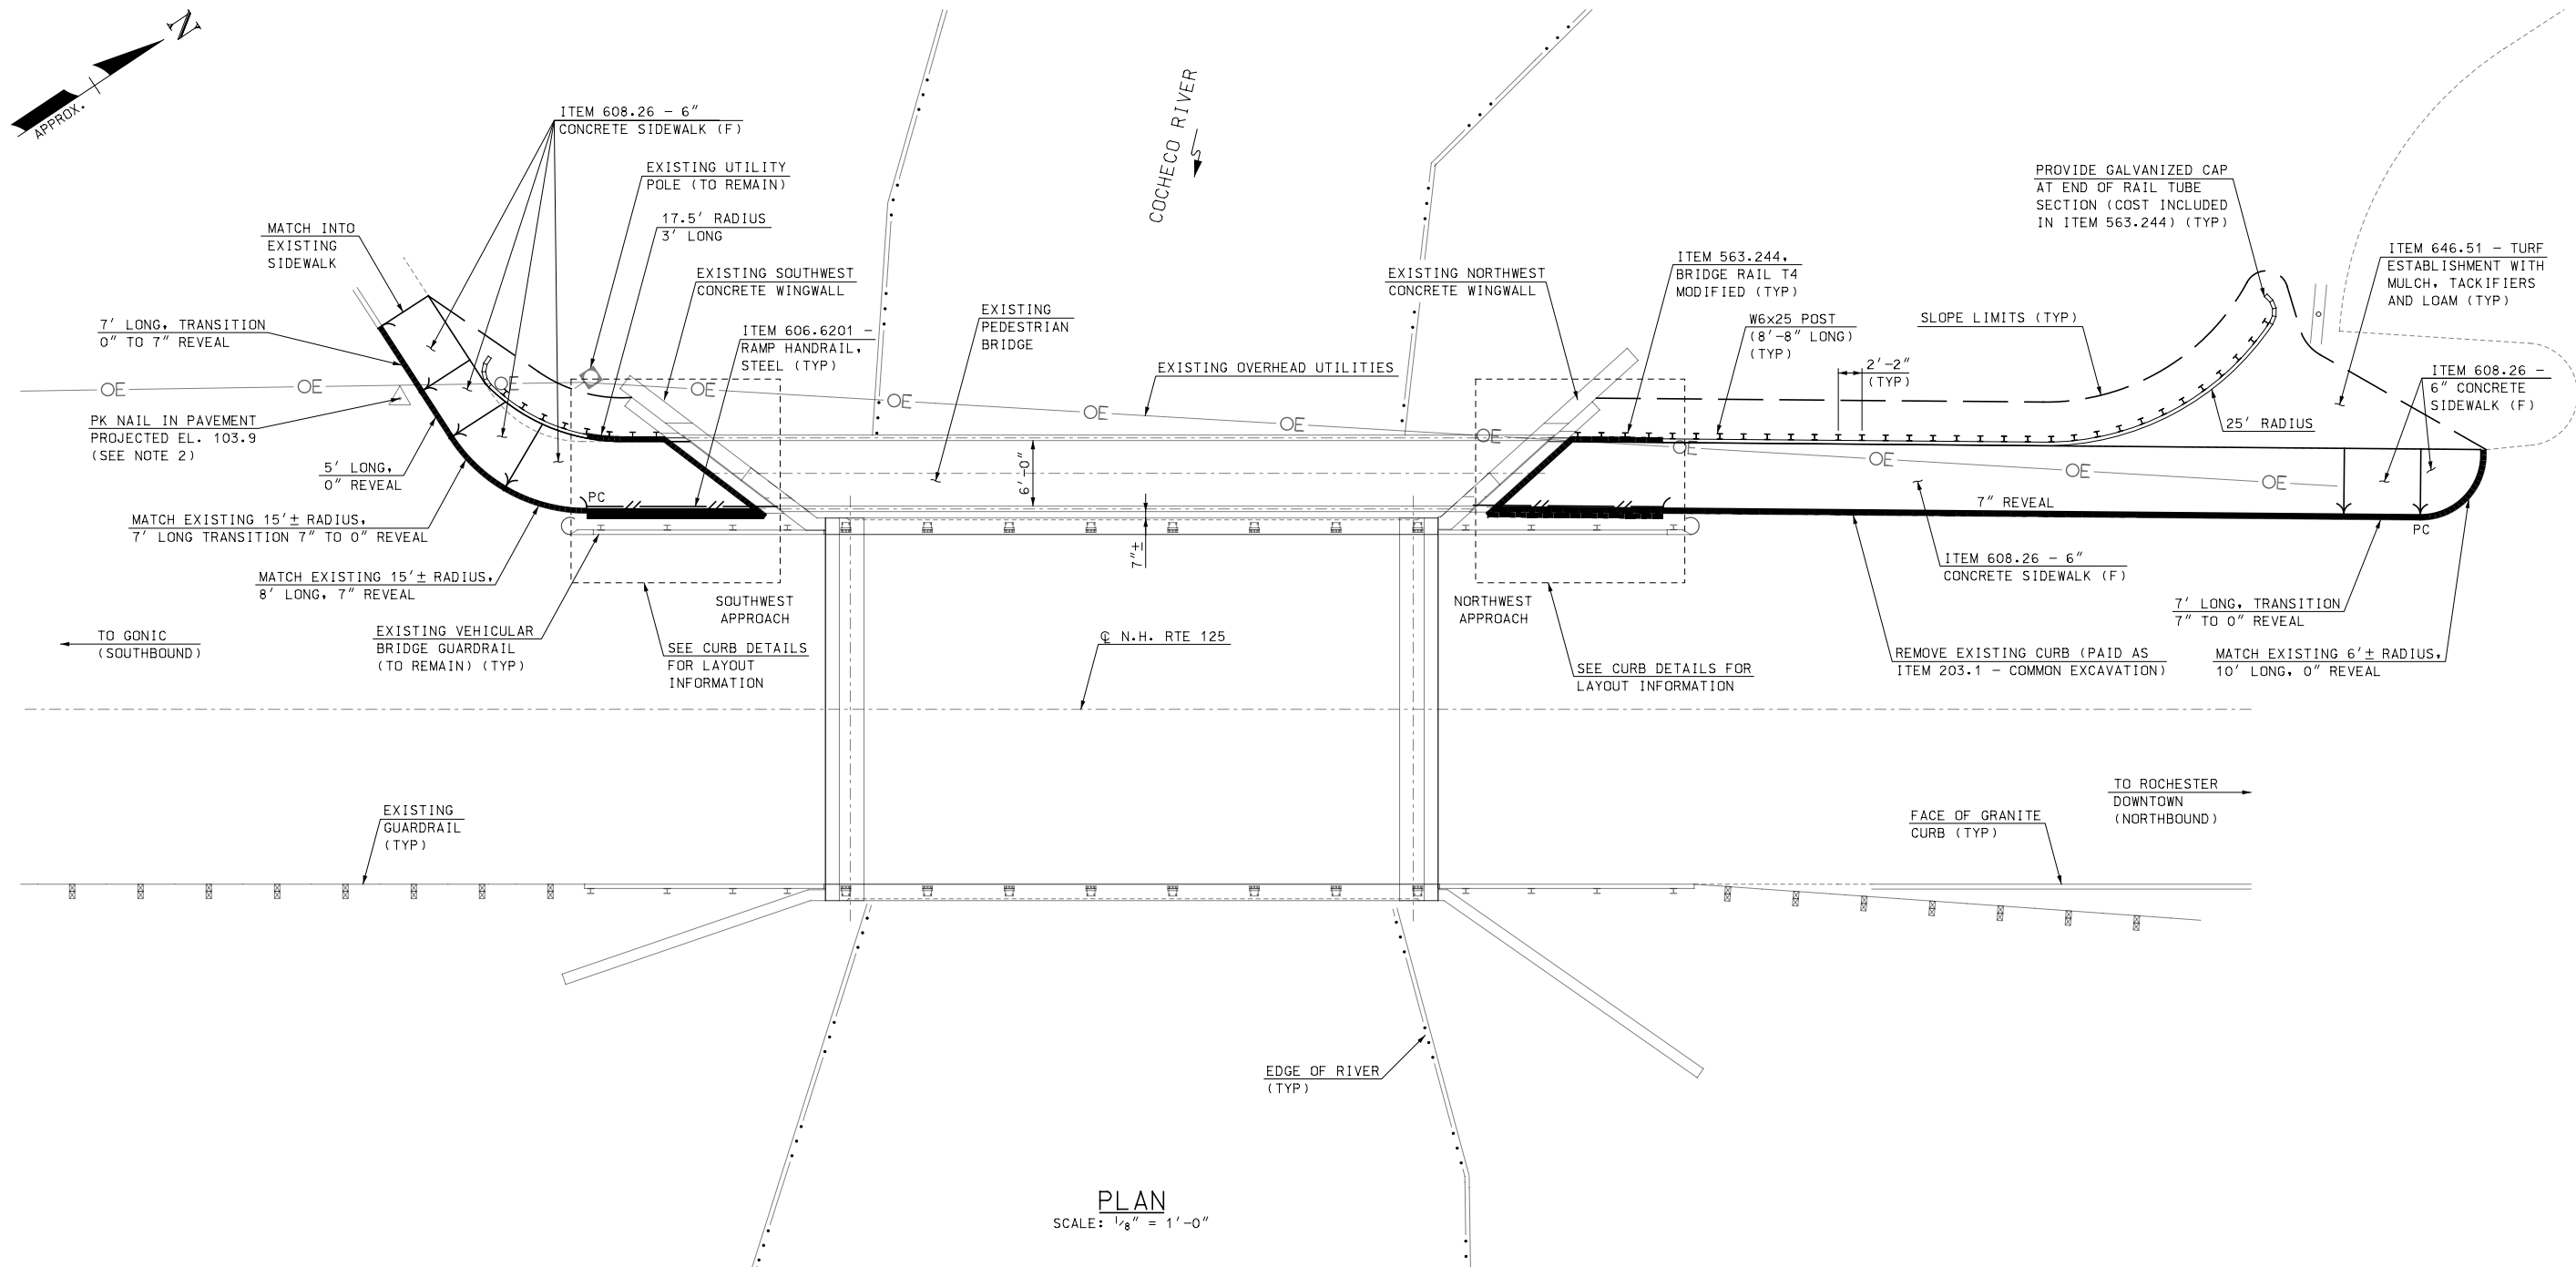 N
APPROX.
ITEM 608.26 - 6"
CONCRETE SIDEWALK (F)
EXISTING UTILITY
POLE (TO REMAIN)
17.5' RADIUS
3' LONG
MATCH INTO
EXISTING
SIDEWALK
EXISTING SOUTHWEST
CONCRETE WINGWALL
7' LONG, TRANSITION
0" TO 7" REVEAL
ITEM 606.6201 -
RAMP HANDRAIL,
STEEL (TYP)
EXISTING
PEDESTRIAN
BRIDGE
COCHECO RIVER
EXISTING OVERHEAD UTILITIES
EXISTING NORTHWEST
CONCRETE WINGWALL
ITEM 563.244,
BRIDGE RAIL T4
MODIFIED (TYP)
W6x25 POST
(8'-8" LONG)
(TYP)
2'-2"
(TYP)
SLOPE LIMITS (TYP)
PROVIDE GALVANIZED CAP
AT END OF RAIL TUBE
SECTION (COST INCLUDED
IN ITEM 563.244) (TYP)
ITEM 646.51 - TURF
ESTABLISHMENT WITH
MULCH, TACKIFIERS
AND LOAM (TYP)
ITEM 608.26 -
6" CONCRETE
SIDEWALK (F)
25' RADIUS
OE
OE
OE
OE
OE
OE
OE
OE
OE
OE
OE
OE
PK NAIL IN PAVEMENT
PROJECTED EL. 103.9
(SEE NOTE 2)
5' LONG,
0" REVEAL
PC
6'-0"
7" REVEAL
PC
MATCH EXISTING 15'± RADIUS,
7' LONG TRANSITION 7" TO 0" REVEAL
MATCH EXISTING 15'± RADIUS,
8' LONG, 7" REVEAL
7"±
ITEM 608.26 - 6"
CONCRETE SIDEWALK (F)
SOUTHWEST
APPROACH
NORTHWEST
APPROACH
7' LONG, TRANSITION
7" TO 0" REVEAL
TO GONIC
(SOUTHBOUND)
EXISTING VEHICULAR
BRIDGE GUARDRAIL
(TO REMAIN) (TYP)
SEE CURB DETAILS
FOR LAYOUT
INFORMATION
℄ N.H. RTE 125
SEE CURB DETAILS FOR
LAYOUT INFORMATION
REMOVE EXISTING CURB (PAID AS
ITEM 203.1 - COMMON EXCAVATION)
MATCH EXISTING 6'± RADIUS,
10' LONG, 0" REVEAL
TO ROCHESTER
DOWNTOWN
(NORTHBOUND)
EXISTING
GUARDRAIL
(TYP)
FACE OF GRANITE
CURB (TYP)
EDGE OF RIVER
(TYP)
PLAN
SCALE: 1/8" = 1'-0"